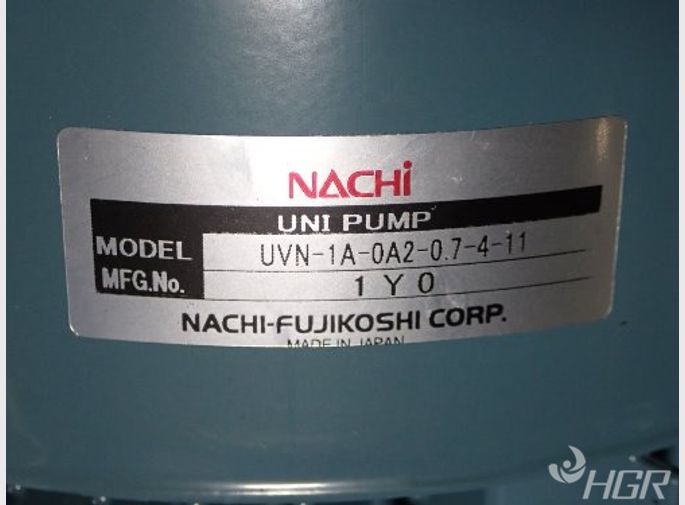 NACHi
UNI PUMP
MODEL UVN-1A-0A2-0.7-4-11
MFG.No. 1 Y 0
NACHI-FUJIKOSHI CORP.
MADE IN JAPAN
HGR